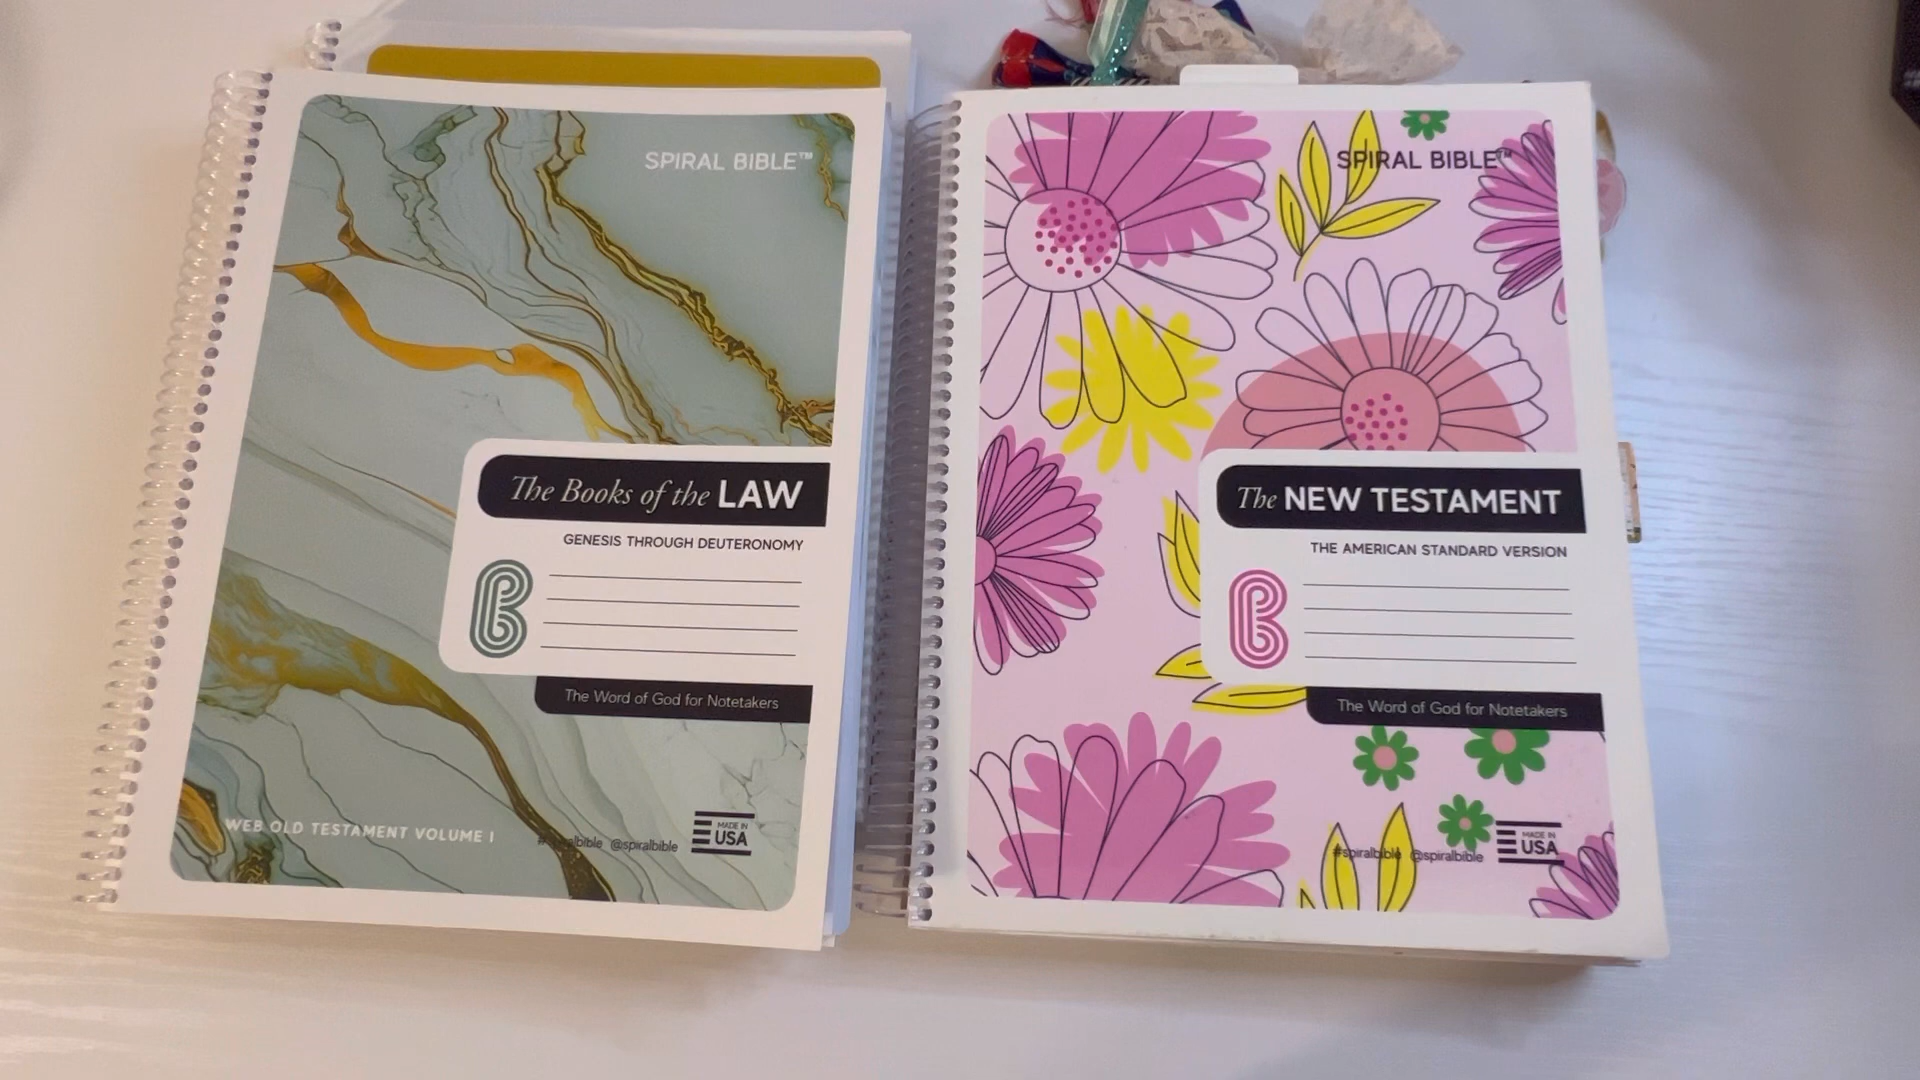 SPIRAL BIBLE™
The Books of the LAW
GENESIS THROUGH DEUTERONOMY
B
The Word of God for Notetakers
WEB OLD TESTAMENT VOLUME I
#spiralbible @spiralbible
MADE IN
USA
SPIRAL BIBLE™
The NEW TESTAMENT
THE AMERICAN STANDARD VERSION
B
The Word of God for Notetakers
#spiralbible @spiralbible
MADE IN
USA